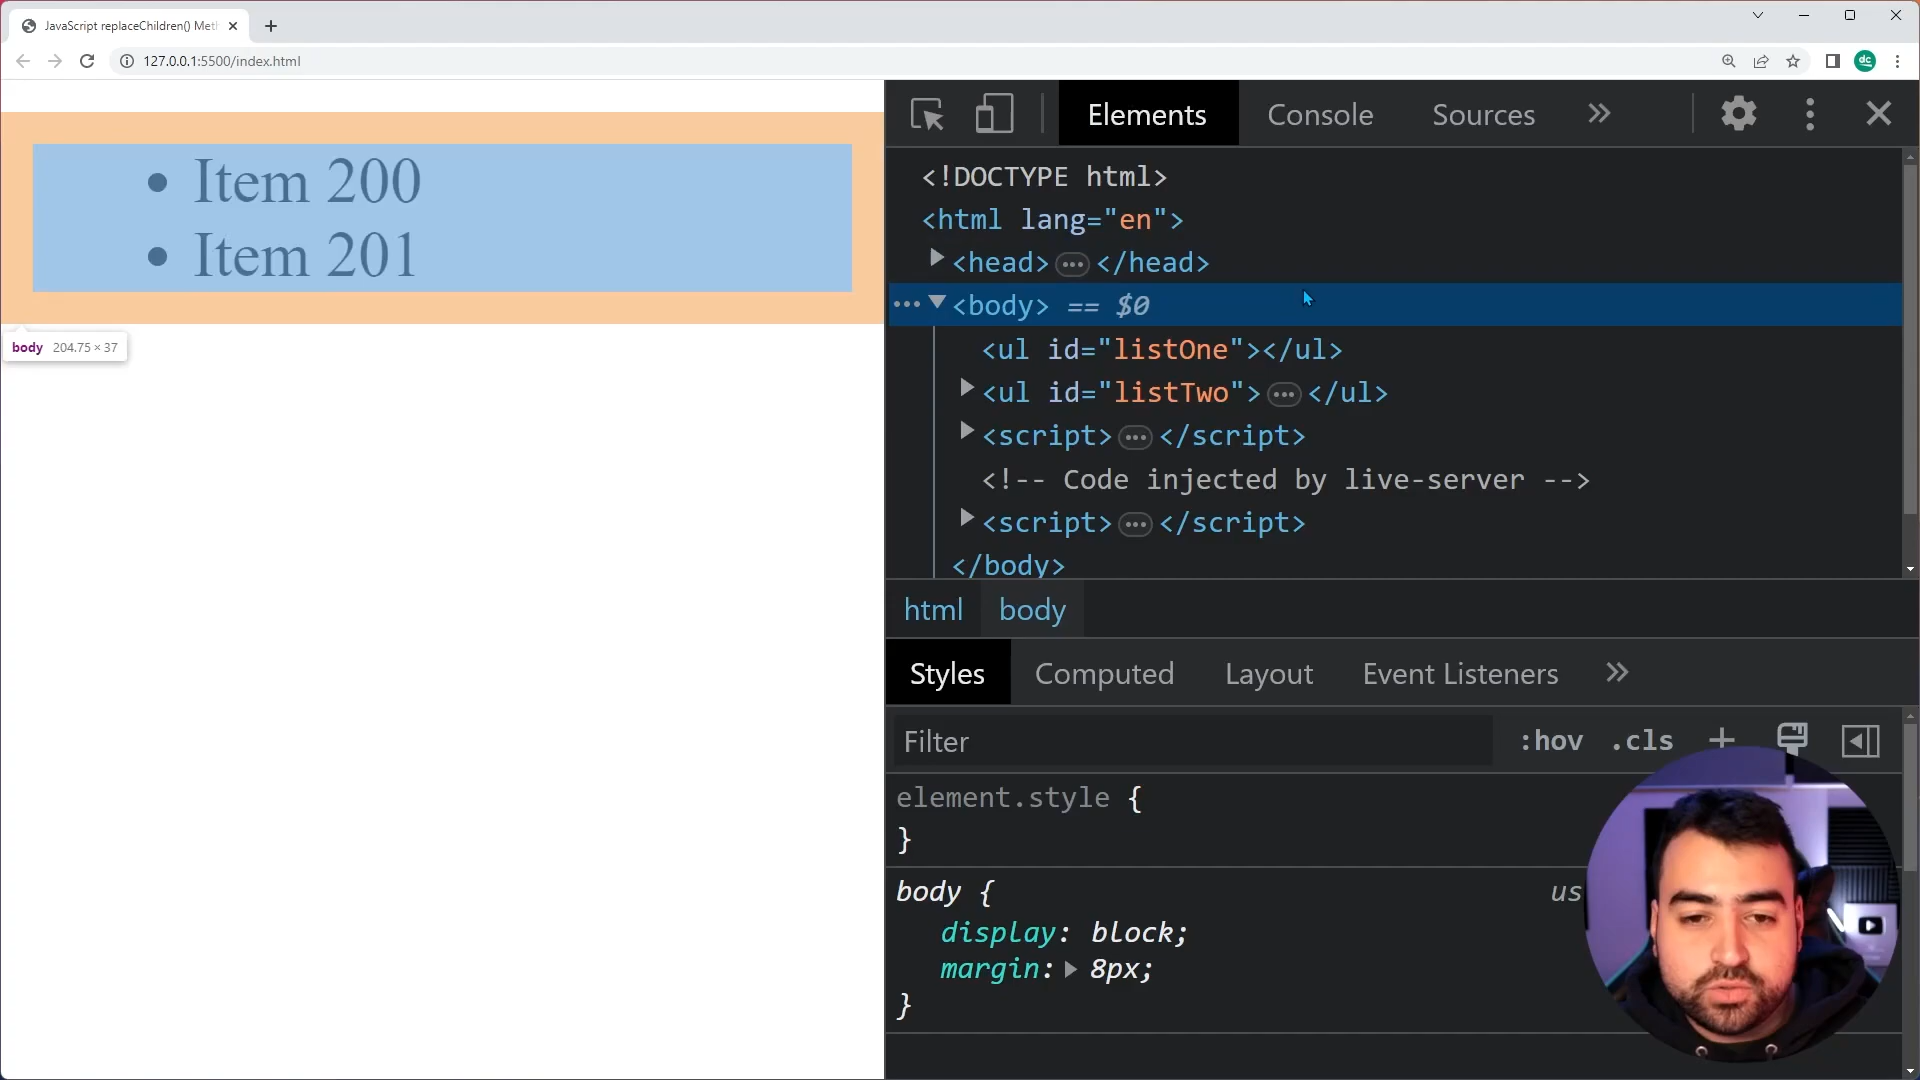 JavaScript replaceChildren() Meth
127.0.0.1:5500/index.html
dc
• Item 200
• Item 201
body 204.75 × 37
Elements Console Sources »
<!DOCTYPE html>
<html lang="en">
<head>…</head>
… <body> == $0
<ul id="listOne"></ul>
<ul id="listTwo">…</ul>
<script>…</script>
<!-- Code injected by live-server -->
<script>…</script>
</body>
html body
Styles Computed Layout Event Listeners »
Filter :hov .cls +
element.style {
}
body { us
display: block;
margin: 8px;
}